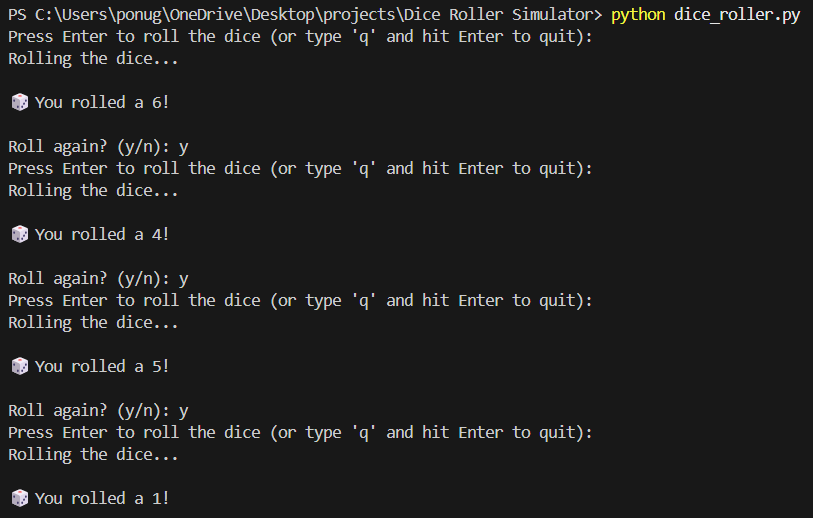 PS C:\Users\ponug\OneDrive\Desktop\projects\Dice Roller Simulator> python dice_roller.py
Press Enter to roll the dice (or type 'q' and hit Enter to quit):
Rolling the dice...
🎲 You rolled a 6!
Roll again? (y/n): y
Press Enter to roll the dice (or type 'q' and hit Enter to quit):
Rolling the dice...
🎲 You rolled a 4!
Roll again? (y/n): y
Press Enter to roll the dice (or type 'q' and hit Enter to quit):
Rolling the dice...
🎲 You rolled a 5!
Roll again? (y/n): y
Press Enter to roll the dice (or type 'q' and hit Enter to quit):
Rolling the dice...
🎲 You rolled a 1!